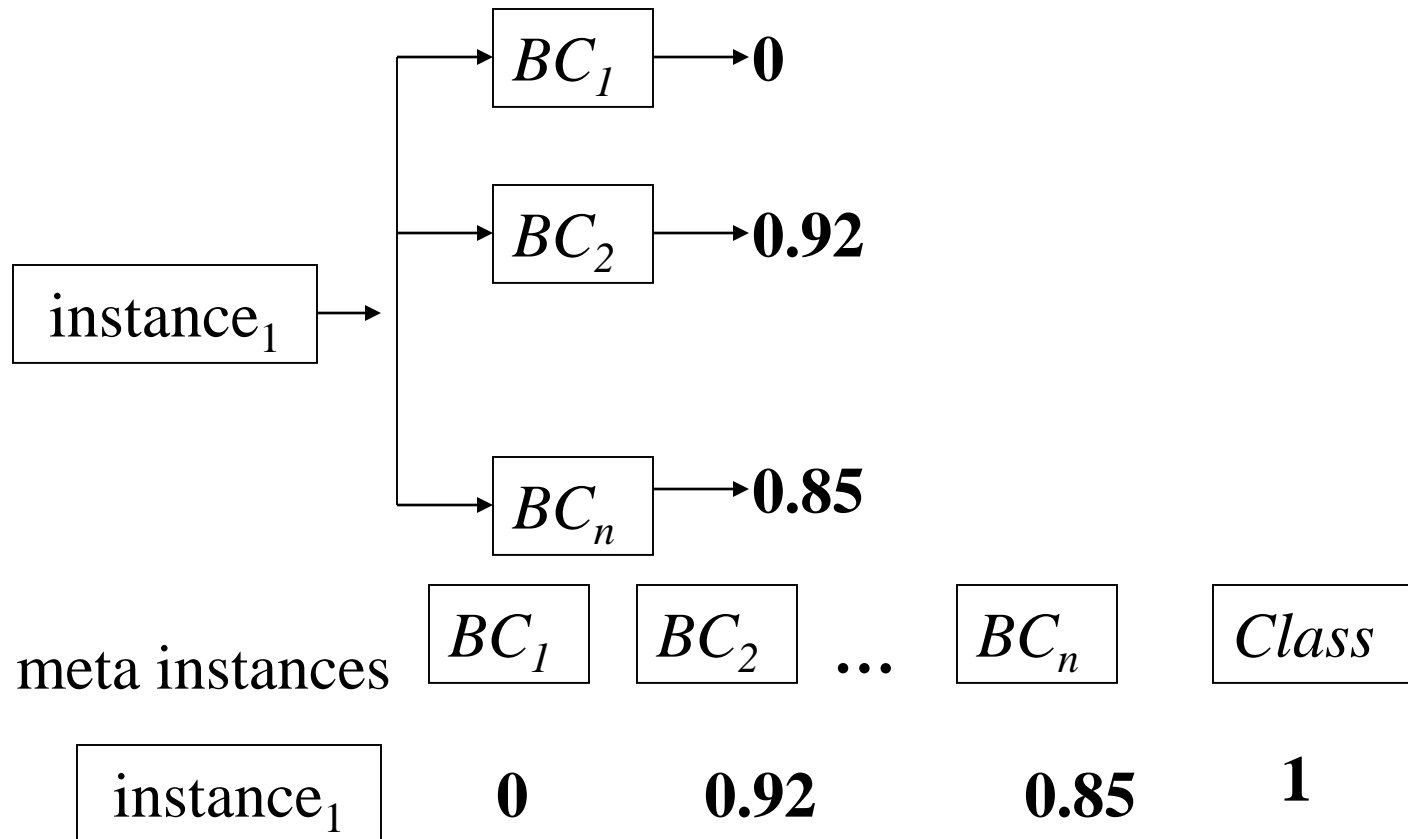 BC₁ 0
BC₂ 0.92
instance₁
BCₙ 0.85
meta instances BC₁ BC₂ ... BCₙ Class
instance₁ 0 0.92 0.85 1